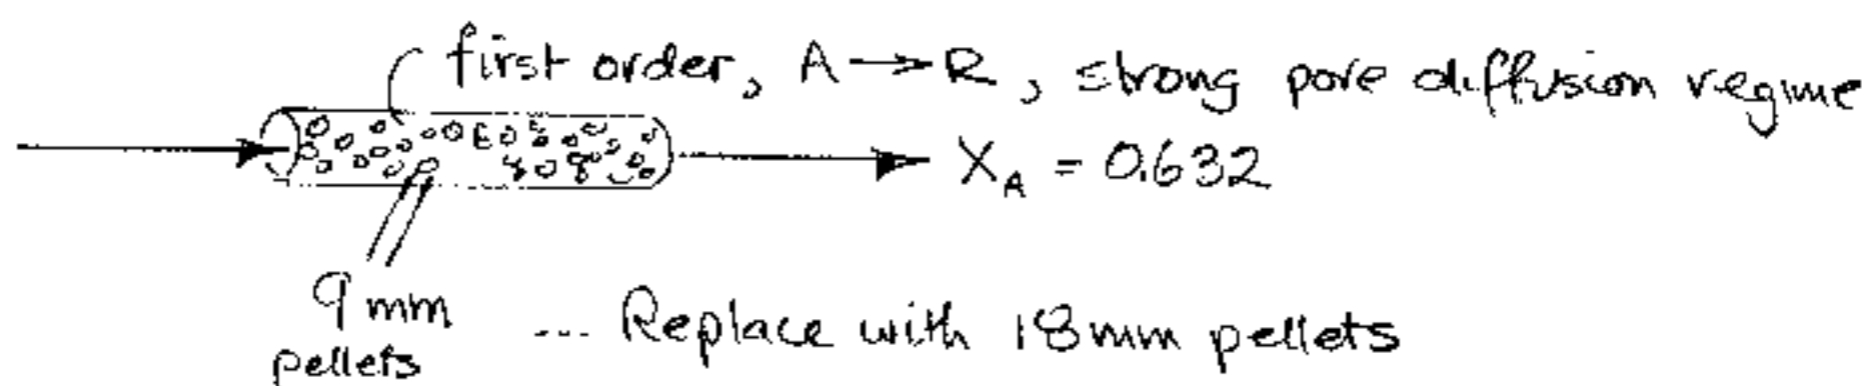 first order, A → R, strong pore diffusion regime
X_A = 0.632
9 mm
pellets
... Replace with 18mm pellets